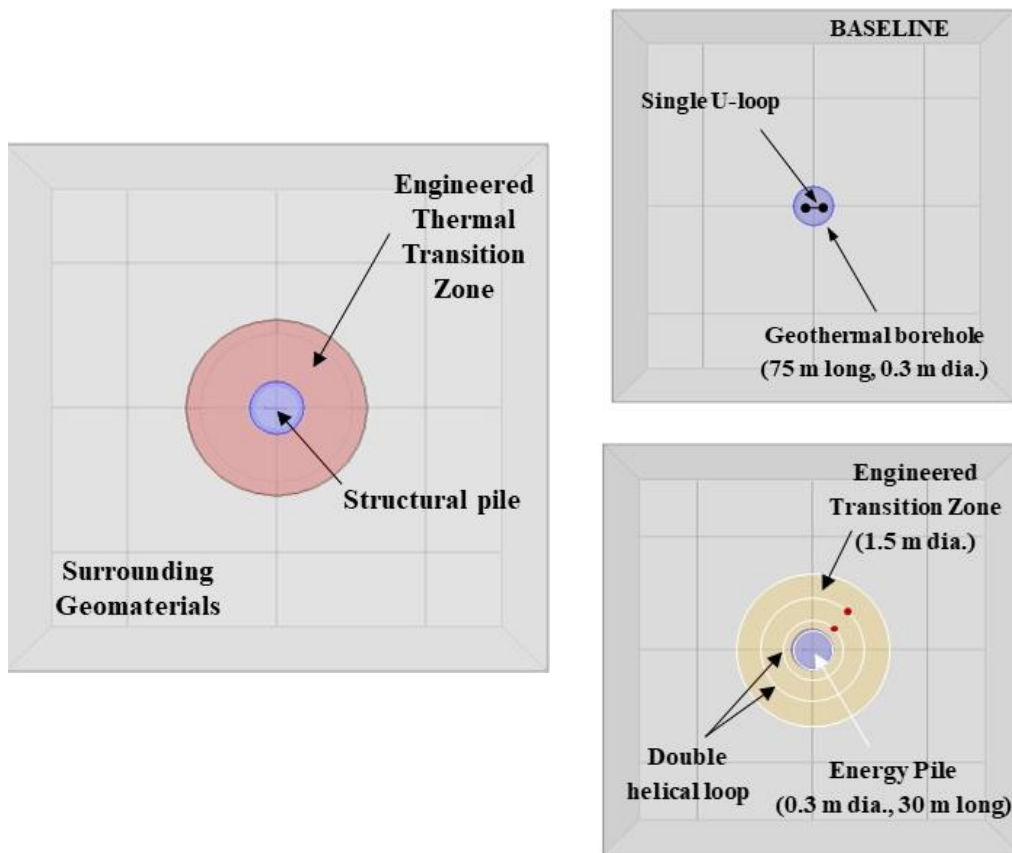 Engineered
Thermal
Transition
Zone
Structural pile
Surrounding
Geomaterials
BASELINE
Single U-loop
Geothermal borehole
(75 m long, 0.3 m dia.)
Engineered
Transition Zone
(1.5 m dia.)
Double
helical loop
Energy Pile
(0.3 m dia., 30 m long)